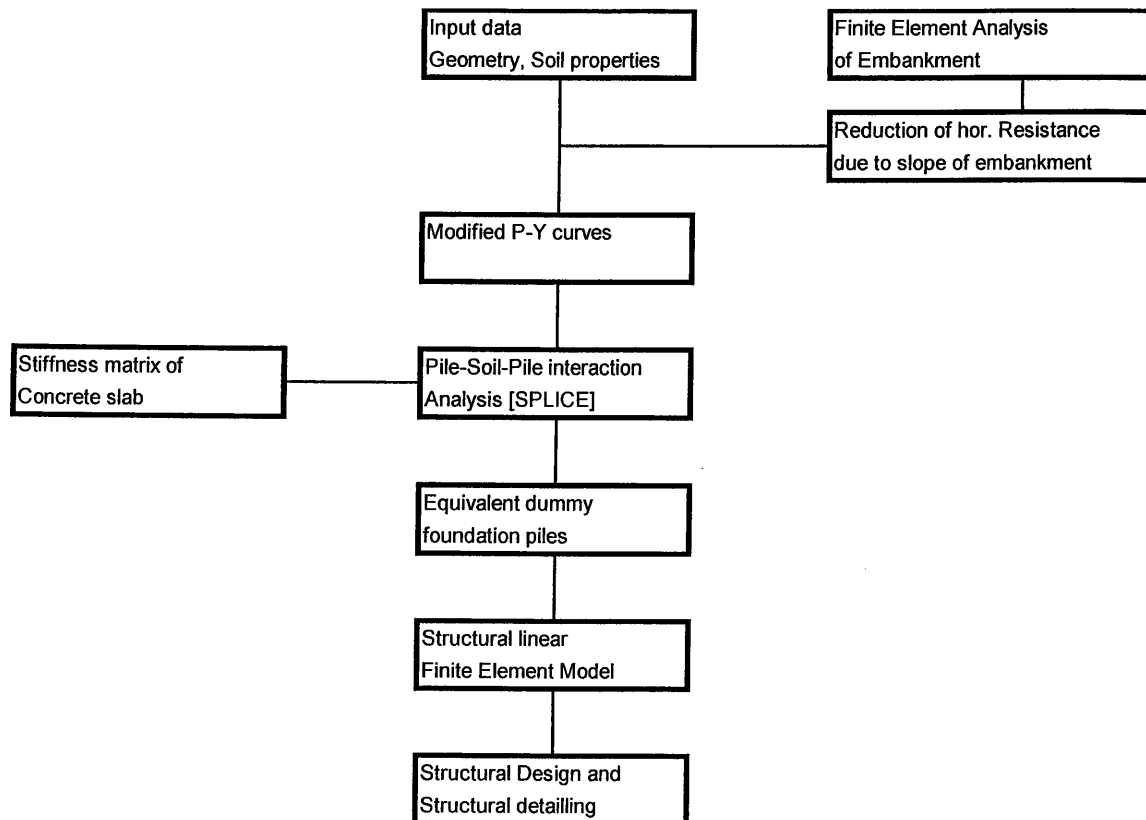 Input data
Geometry, Soil properties
Finite Element Analysis
of Embankment
Reduction of hor. Resistance
due to slope of embankment
Modified P-Y curves
Stiffness matrix of
Concrete slab
Pile-Soil-Pile interaction
Analysis [SPLICE]
Equivalent dummy
foundation piles
Structural linear
Finite Element Model
Structural Design and
Structural detailling